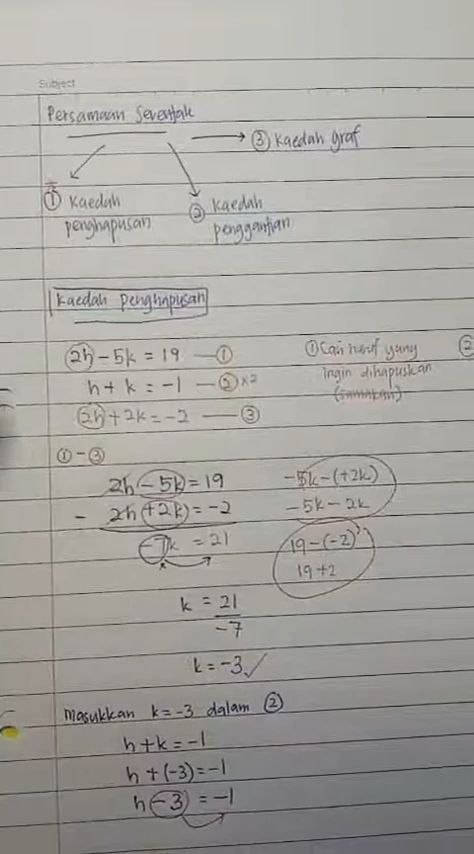 Subject
Persamaan Serentak
③ Kaedah graf
① Kaedah
penghapusan
② Kaedah
penggantian
Kaedah Penghapusan
2h - 5k = 19 — ①
h + k = -1 — ② ×2
2h + 2k = -2 — ③
① Cari huruf yang
ingin dihapuskan
(samakan)
②
① - ③
2h - 5k = 19
- 2h + 2k = -2
-7k = 21
-5k - (+2k)
-5k - 2k
19 - (-2)
19 + 2
k = 21
-7
k = -3 ✓
Masukkan k = -3 dalam ②
h + k = -1
h + (-3) = -1
h - 3 = -1